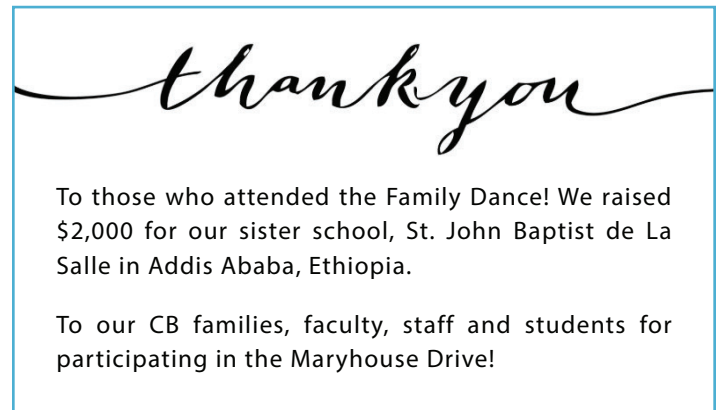 thank you
To those who attended the Family Dance! We raised
$2,000 for our sister school, St. John Baptist de La
Salle in Addis Ababa, Ethiopia.
To our CB families, faculty, staff and students for
participating in the Maryhouse Drive!